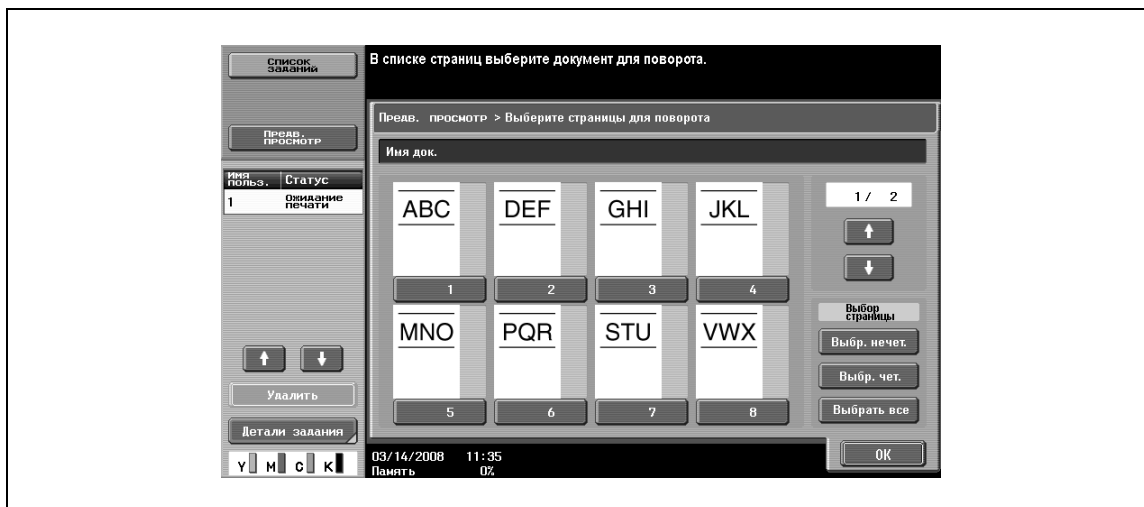 Список
заданий
В списке страниц выберите документ для поворота.
Предв.
просмотр
Предв. просмотр > Выберите страницы для поворота
Имя док.
Имя
польз.
Статус
1
Ожидание
печати
ABC
DEF
GHI
JKL
1
2
3
4
MNO
PQR
STU
VWX
5
6
7
8
1/ 2
Выбор
страницы
Выбр. нечет.
Выбр. чет.
Выбрать все
Удалить
Детали задания
Y M C K
03/14/2008 11:35
Память 0%
OK